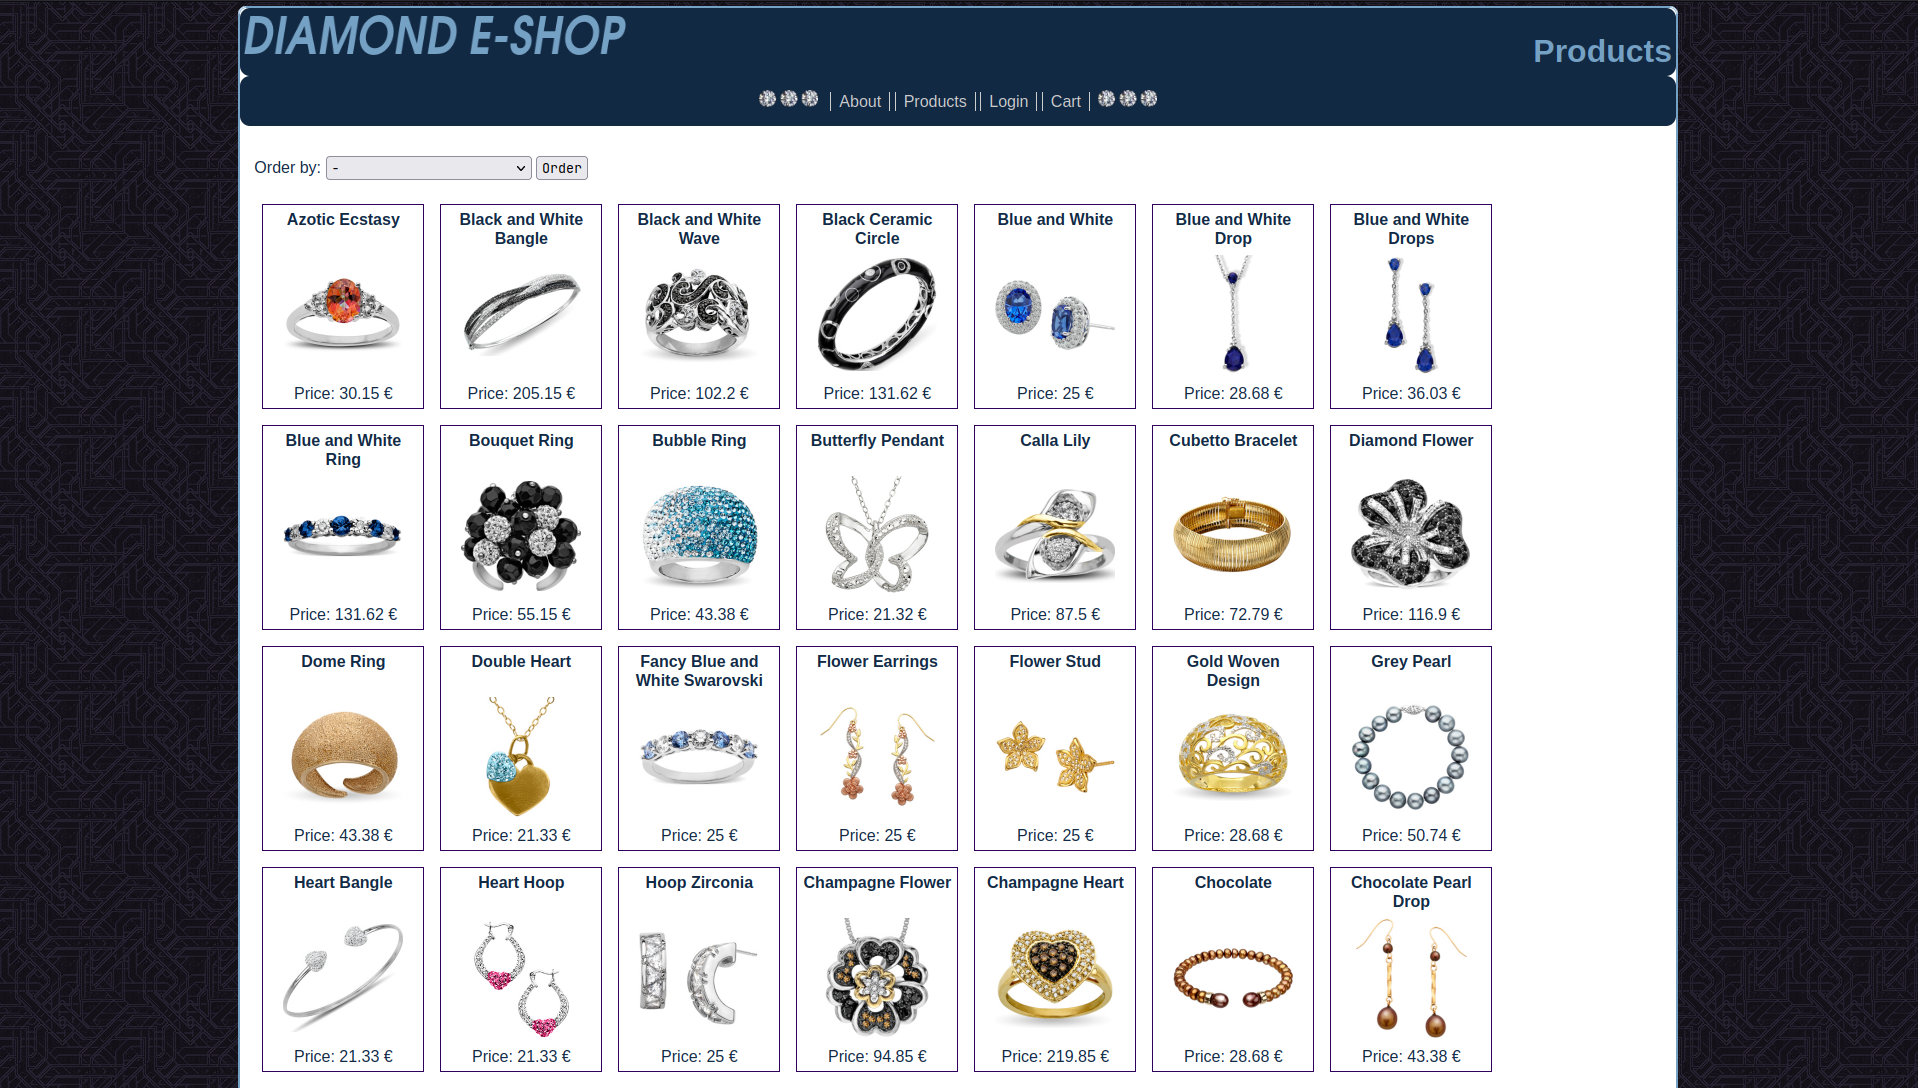 DIAMOND E-SHOP
Products
About Products Login Cart
Order by: - Order
Azotic Ecstasy
Price: 30.15 €
Black and White
Bangle
Price: 205.15 €
Black and White
Wave
Price: 102.2 €
Black Ceramic
Circle
Price: 131.62 €
Blue and White
Price: 25 €
Blue and White
Drop
Price: 28.68 €
Blue and White
Drops
Price: 36.03 €
Blue and White
Ring
Price: 131.62 €
Bouquet Ring
Price: 55.15 €
Bubble Ring
Price: 43.38 €
Butterfly Pendant
Price: 21.32 €
Calla Lily
Price: 87.5 €
Cubetto Bracelet
Price: 72.79 €
Diamond Flower
Price: 116.9 €
Dome Ring
Price: 43.38 €
Double Heart
Price: 21.33 €
Fancy Blue and
White Swarovski
Price: 25 €
Flower Earrings
Price: 25 €
Flower Stud
Price: 25 €
Gold Woven
Design
Price: 28.68 €
Grey Pearl
Price: 50.74 €
Heart Bangle
Price: 21.33 €
Heart Hoop
Price: 21.33 €
Hoop Zirconia
Price: 25 €
Champagne Flower
Price: 94.85 €
Champagne Heart
Price: 219.85 €
Chocolate
Price: 28.68 €
Chocolate Pearl
Drop
Price: 43.38 €